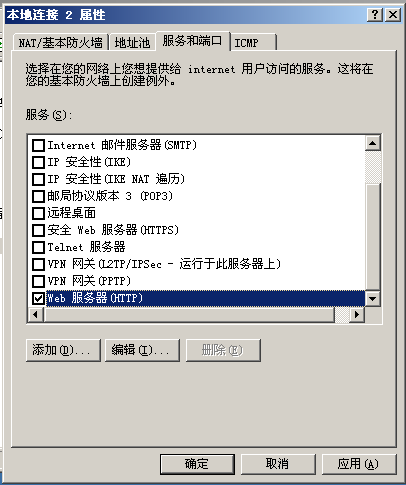 本地连接 2 属性
NAT/基本防火墙 地址池 服务和端口 ICMP
选择在您的网络上您想提供给 internet 用户访问的服务。这将在
您的基本防火墙上创建例外。
服务(S):
Internet 邮件服务器(SMTP)
IP 安全性(IKE)
IP 安全性(IKE NAT 遍历)
邮局协议版本 3 (POP3)
远程桌面
安全 Web 服务器(HTTPS)
Telnet 服务器
VPN 网关(L2TP/IPSec - 运行于此服务器上)
VPN 网关(PPTP)
Web 服务器(HTTP)
添加(D)... 编辑(I)... 删除(E)
确定 取消 应用(A)